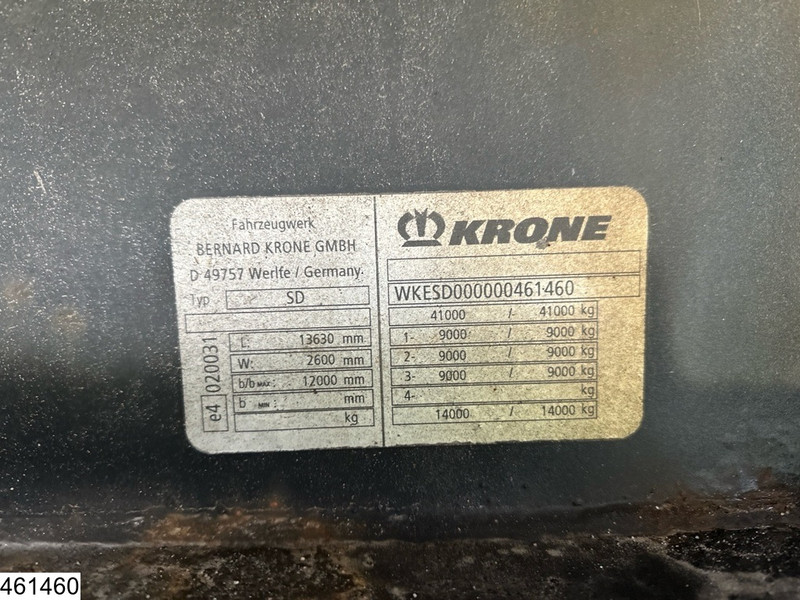 Fahrzeugwerk
BERNARD KRONE GMBH
D 49757 Werlfe / Germany.
Typ SD
e4 020031
L: 13630 mm
W: 2600 mm
b/b MAX : 12000 mm
b MIN : mm
kg
KRONE
WKESD000000461460
41000 / 41000 kg
1- 9000 / 9000 kg
2- 9000 / 9000 kg
3- 9000 / 9000 kg
4- kg
14000 / 14000 kg
461460